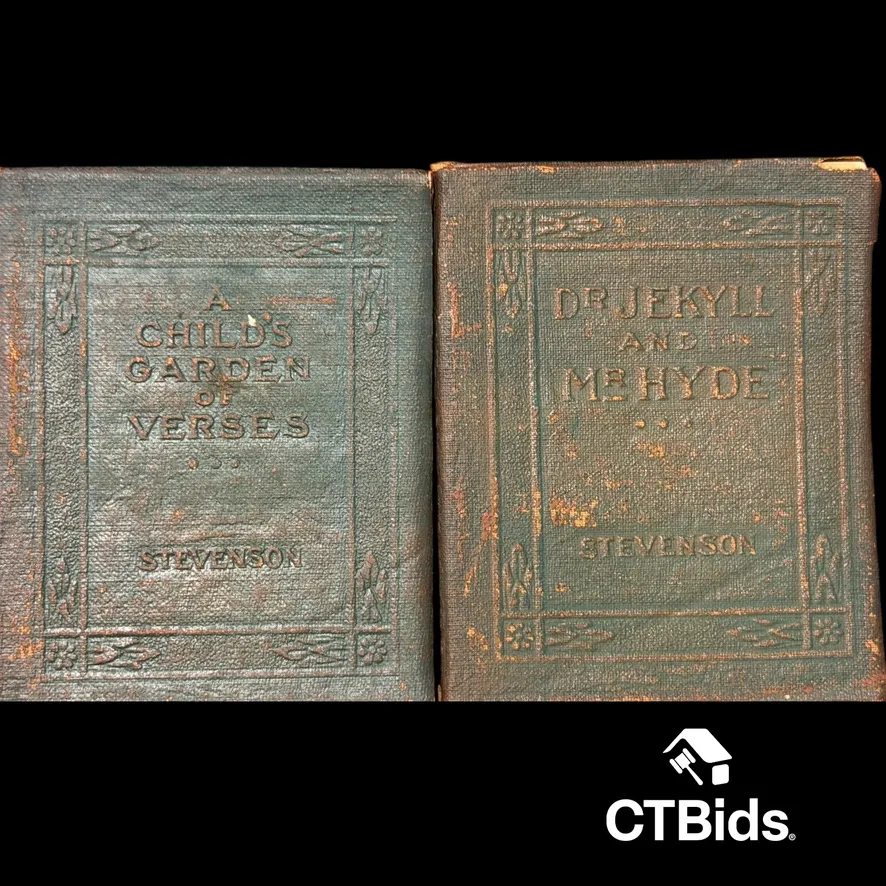 A
CHILD'S
GARDEN
OF
VERSES
STEVENSON
DR JEKYLL
AND
MR HYDE
STEVENSON
CTBids.